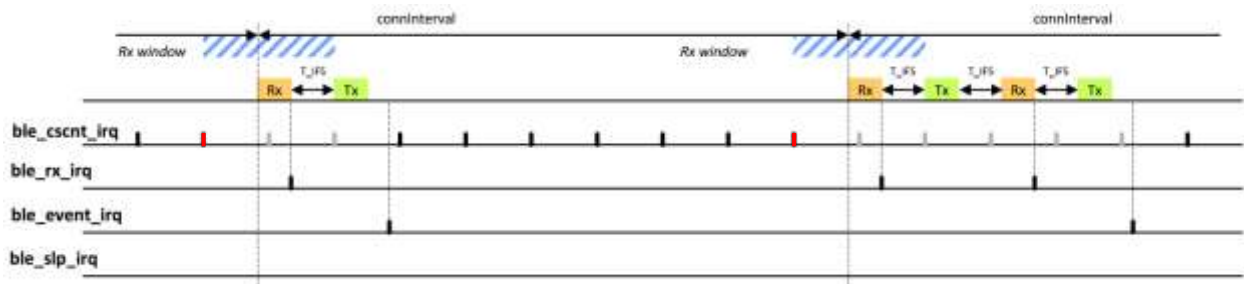 connInterval connInterval
Rx window Rx window
T_IFS T_IFS T_IFS T_IFS
Rx Tx Rx Tx Rx Tx
ble_cscnt_irq
ble_rx_irq
ble_event_irq
ble_slp_irq